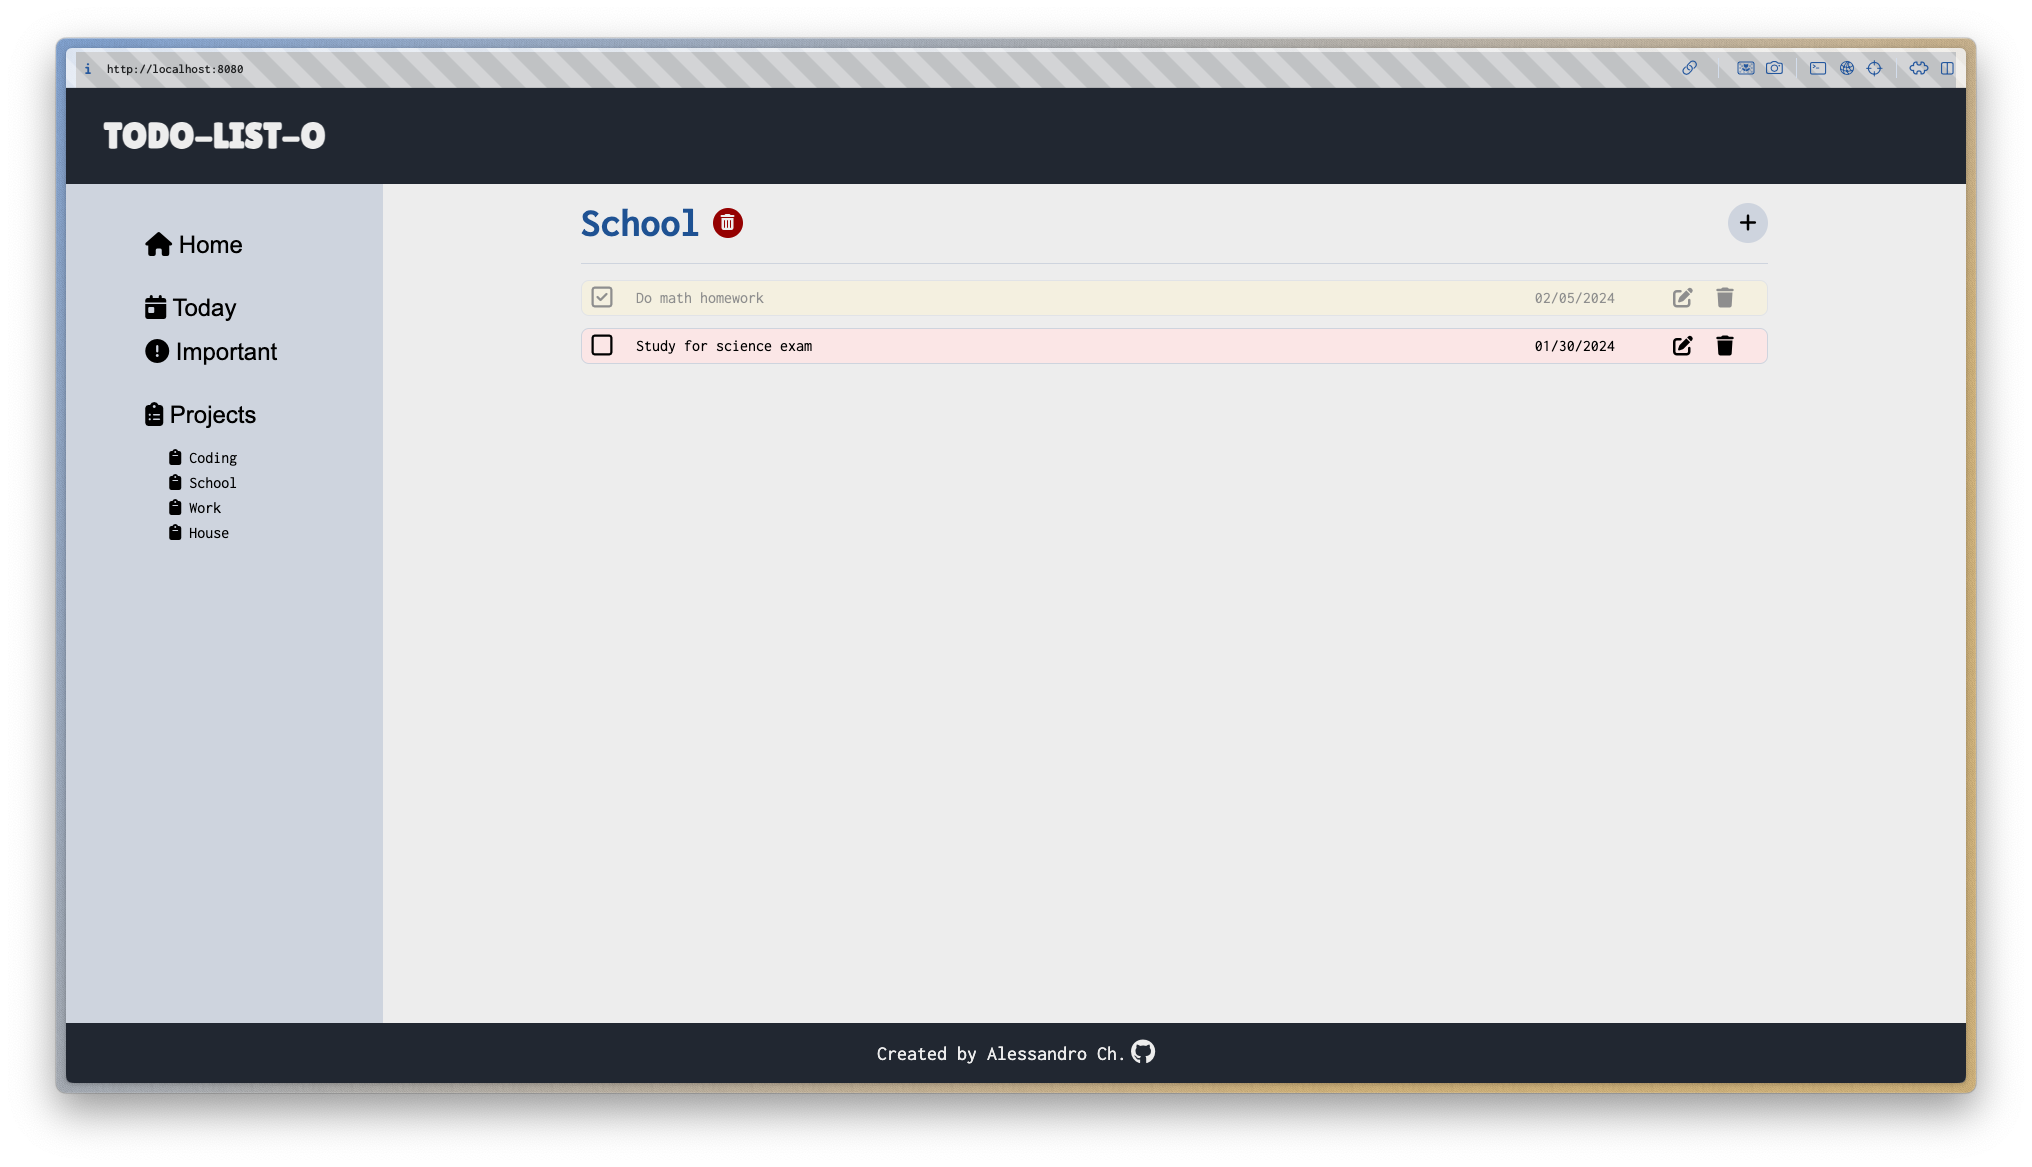 http://localhost:8080
TODO-LIST-O
Home
Today
Important
Projects
Coding
School
Work
House
School
Do math homework 02/05/2024
Study for science exam 01/30/2024
Created by Alessandro Ch.